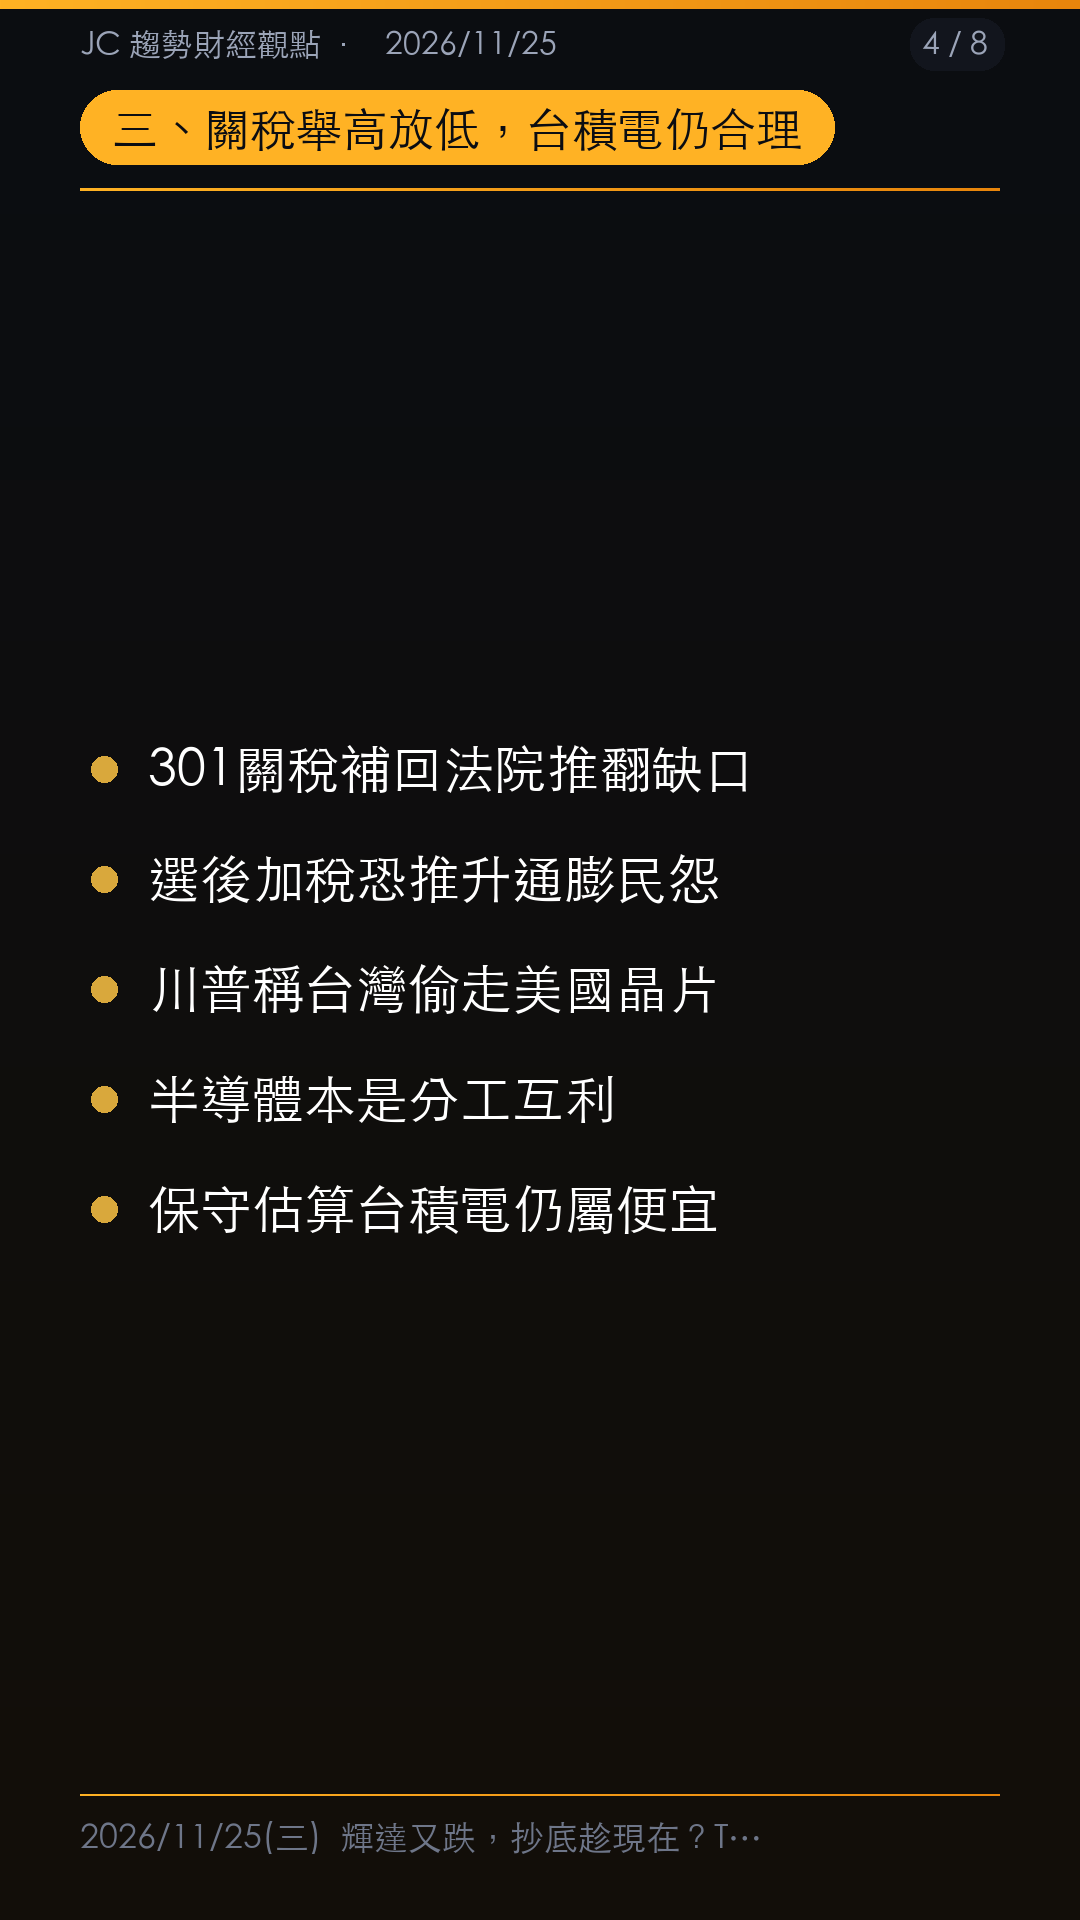 JC 趨勢財經觀點 · 2026/11/25
4 / 8
三、關稅舉高放低，台積電仍合理
301關稅補回法院推翻缺口
選後加稅恐推升通膨民怨
川普稱台灣偷走美國晶片
半導體本是分工互利
保守估算台積電仍屬便宜
2026/11/25(三) 輝達又跌，抄底趁現在？T⋯